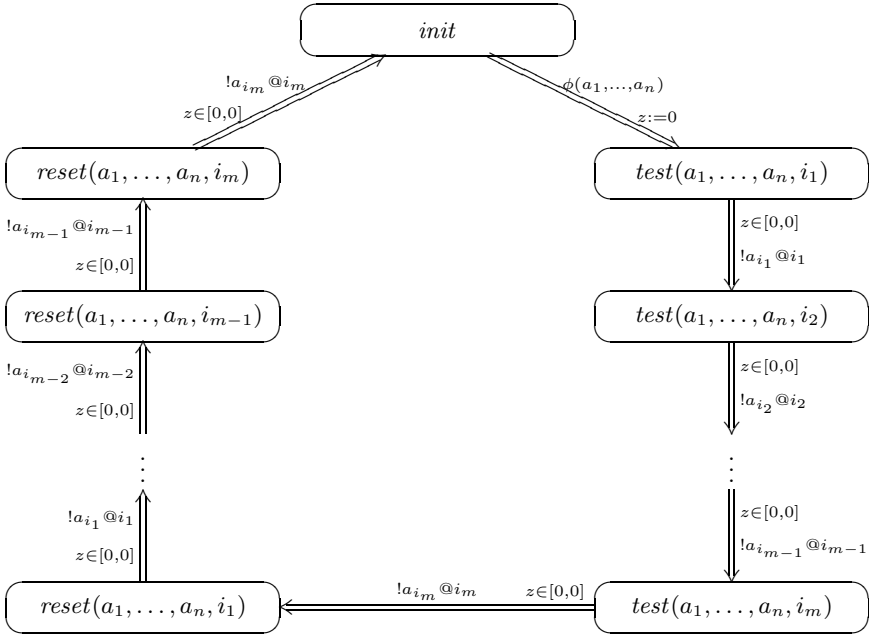 init
!a_{i_m}@i_m
ϕ(a_1,...,a_n)
z∈[0,0]
z:=0
reset(a_1, . . . , a_n, i_m)
test(a_1, . . . , a_n, i_1)
!a_{i_{m−1}}@i_{m−1}
z∈[0,0]
z∈[0,0]
!a_{i_1}@i_1
reset(a_1, . . . , a_n, i_{m−1})
test(a_1, . . . , a_n, i_2)
!a_{i_{m−2}}@i_{m−2}
z∈[0,0]
z∈[0,0]
!a_{i_2}@i_2
⋮
⋮
!a_{i_1}@i_1
z∈[0,0]
z∈[0,0]
!a_{i_{m−1}}@i_{m−1}
reset(a_1, . . . , a_n, i_1)
!a_{i_m}@i_m
z∈[0,0]
test(a_1, . . . , a_n, i_m)